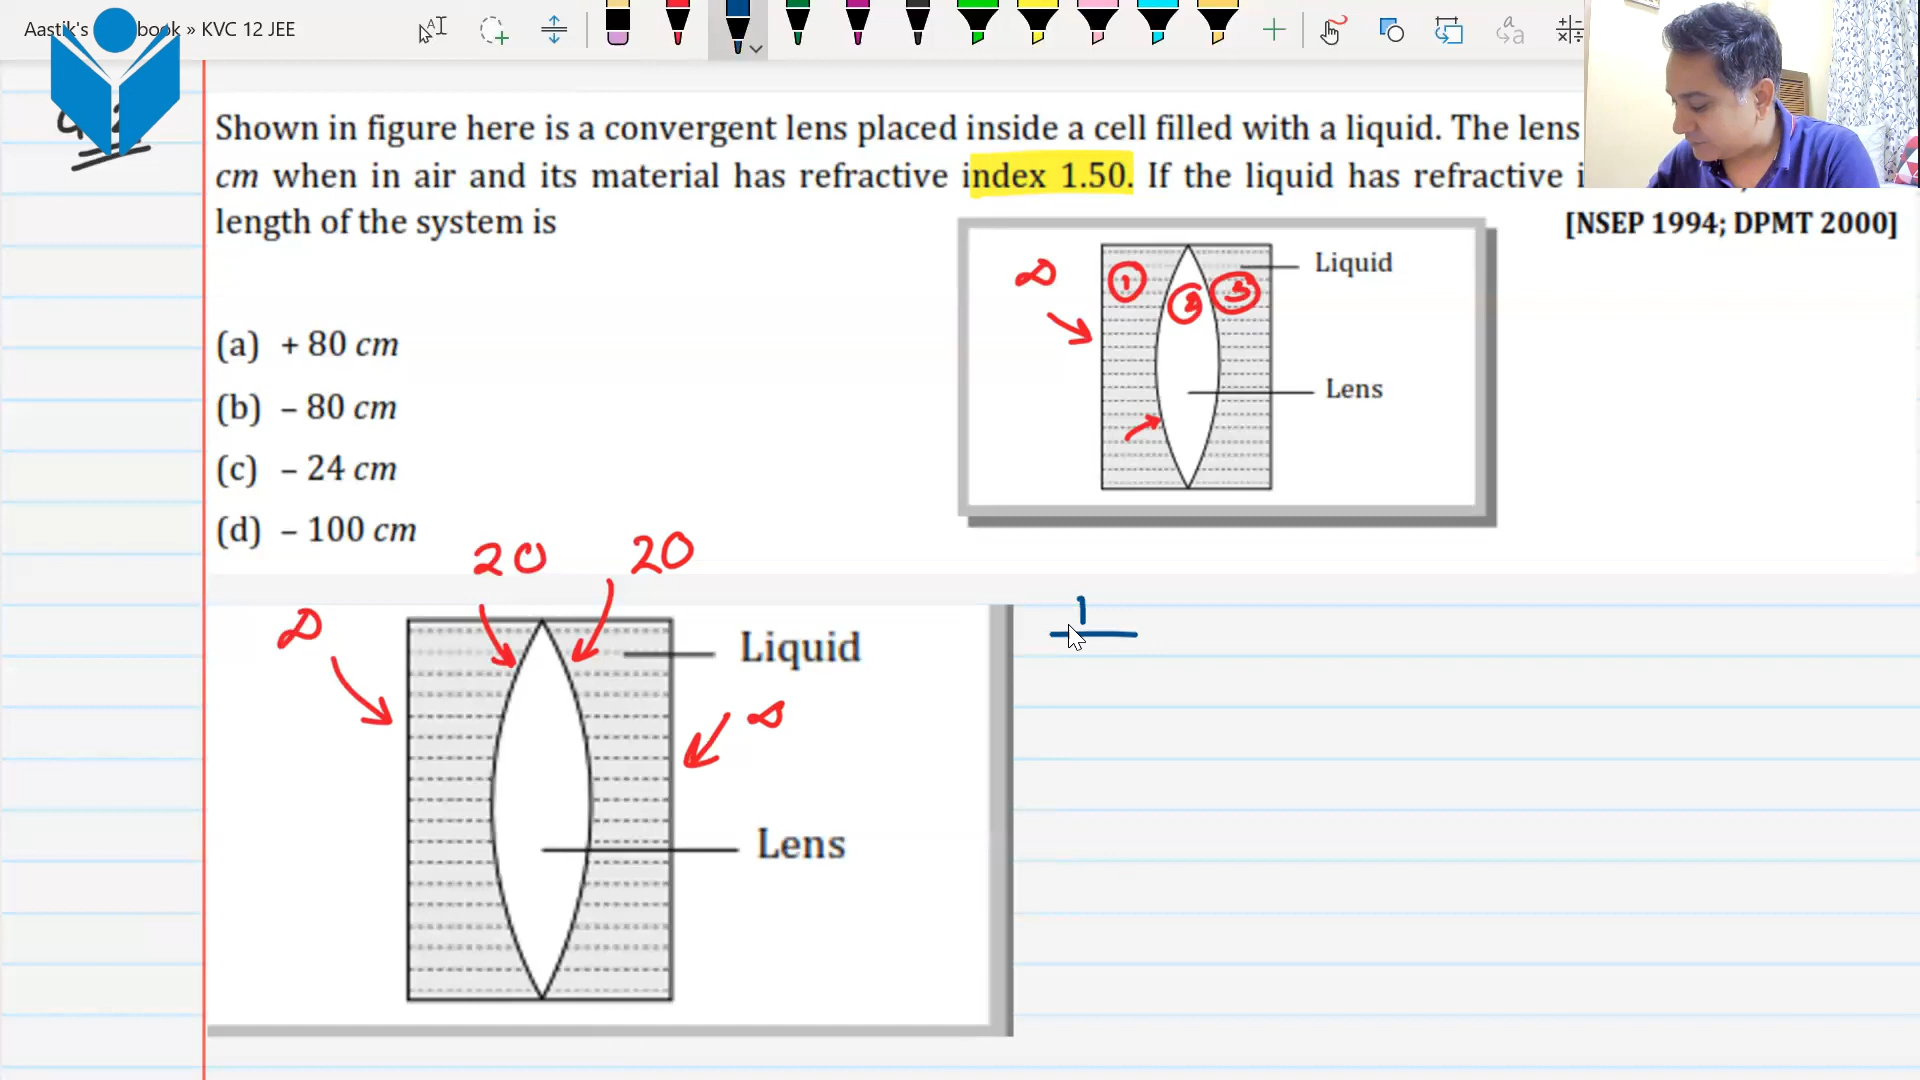 Aastik's book » KVC 12 JEE
Shown in figure here is a convergent lens placed inside a cell filled with a liquid. The lens
cm when in air and its material has refractive index 1.50. If the liquid has refractive
length of the system is
[NSEP 1994; DPMT 2000]
∞
1
2
3
Liquid
Lens
(a) + 80 cm
(b) – 80 cm
(c) – 24 cm
(d) – 100 cm
20 20
∞
Liquid
∞
Lens
1